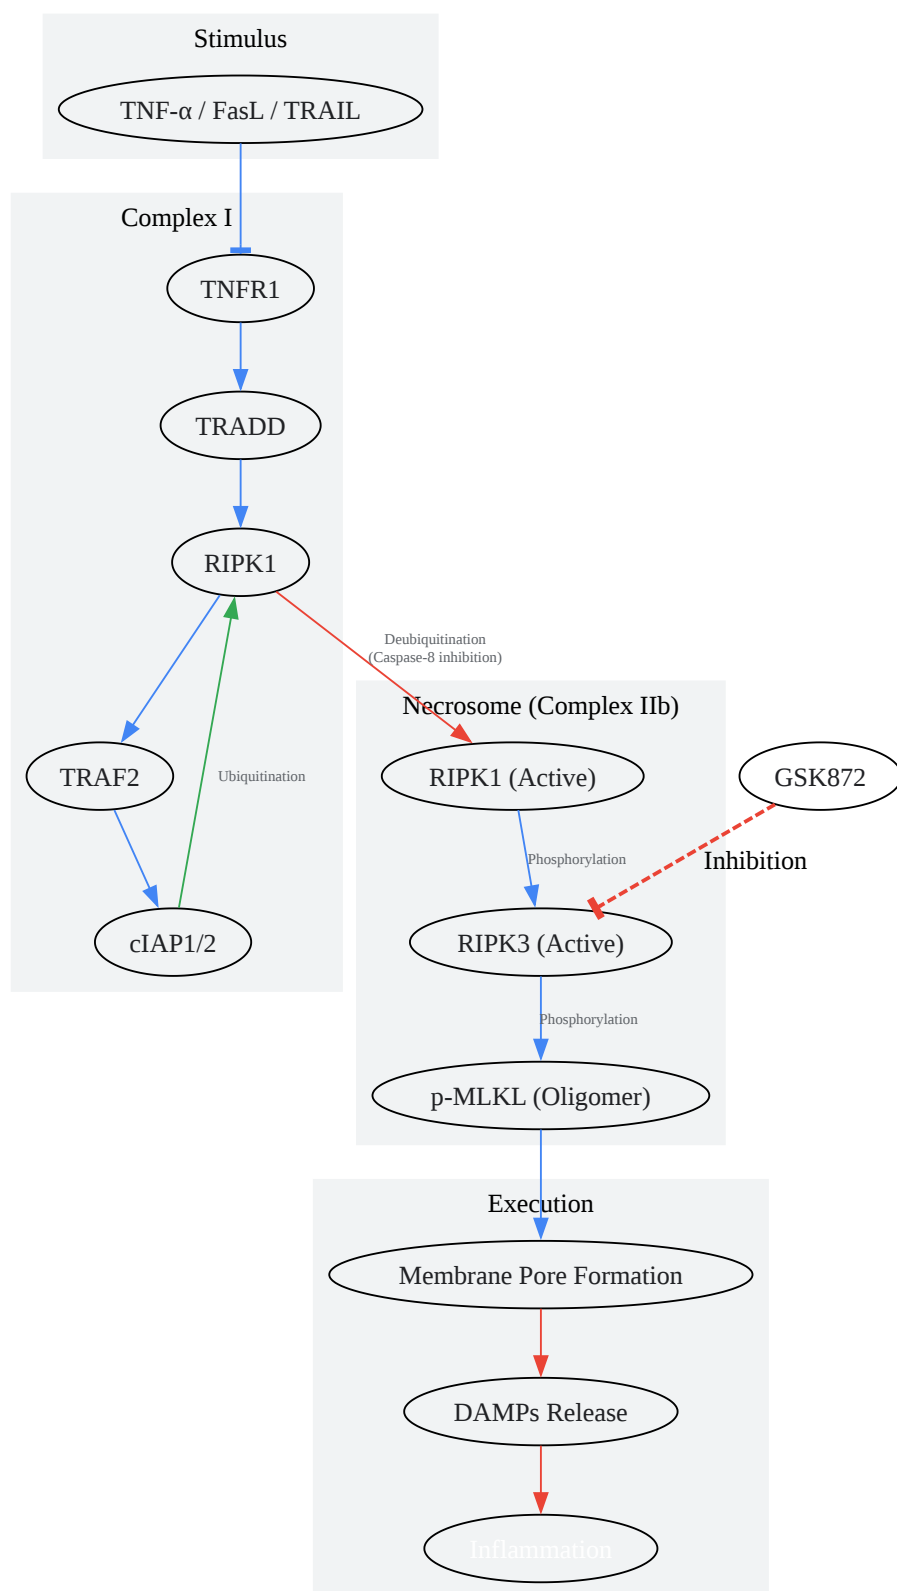 Stimulus
TNF-α / FasL / TRAIL
Complex I
TNFR1
TRADD
RIPK1
Deubiquitination
(Caspase-8 inhibition)
Necrosome (Complex IIb)
TRAF2
Ubiquitination
RIPK1 (Active)
GSK872
Phosphorylation
Inhibition
cIAP1/2
RIPK3 (Active)
Phosphorylation
p-MLKL (Oligomer)
Execution
Membrane Pore Formation
DAMPs Release
Inflammation